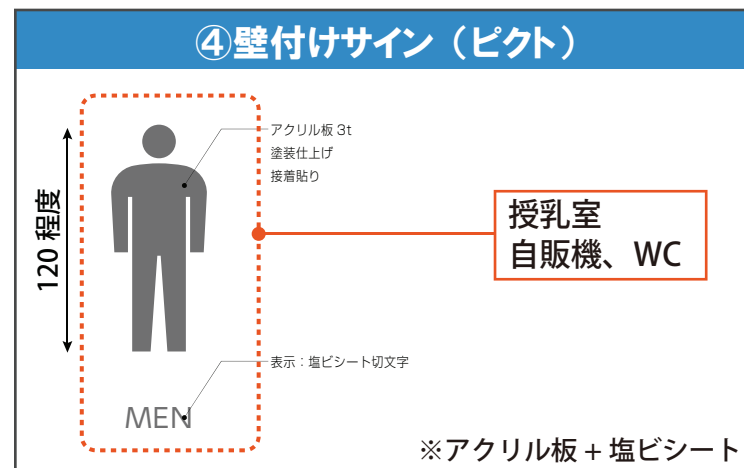 ④壁付けサイン（ピクト）
アクリル板 3t
塗装仕上げ
接着貼り
120 程度
授乳室
自販機、WC
表示：塩ビシート切文字
MEN
※アクリル板 + 塩ビシート